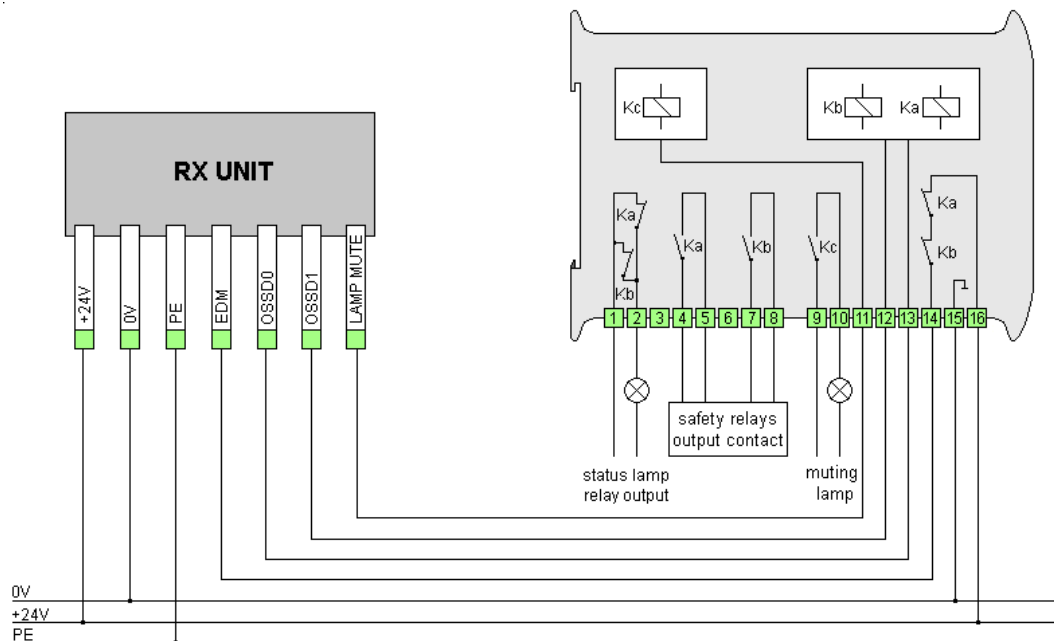 Kc
Kb
Ka
RX UNIT
Ka
Ka
Kb
Kc
Ka
Kb
Kb
+24V
0V
PE
EDM
OSSD0
OSSD1
LAMP MUTE
1 2 3 4 5 6 7 8 9 10 11 12 13 14 15 16
safety relays
output contact
status lamp
relay output
muting
lamp
0V
+24V
PE